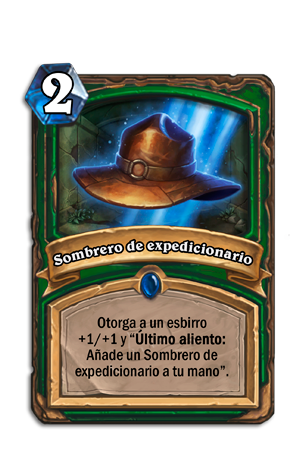 2
Sombrero de expedicionario
Otorga a un esbirro
+1/+1 y “Último aliento:
Añade un Sombrero de
expedicionario a tu mano”.